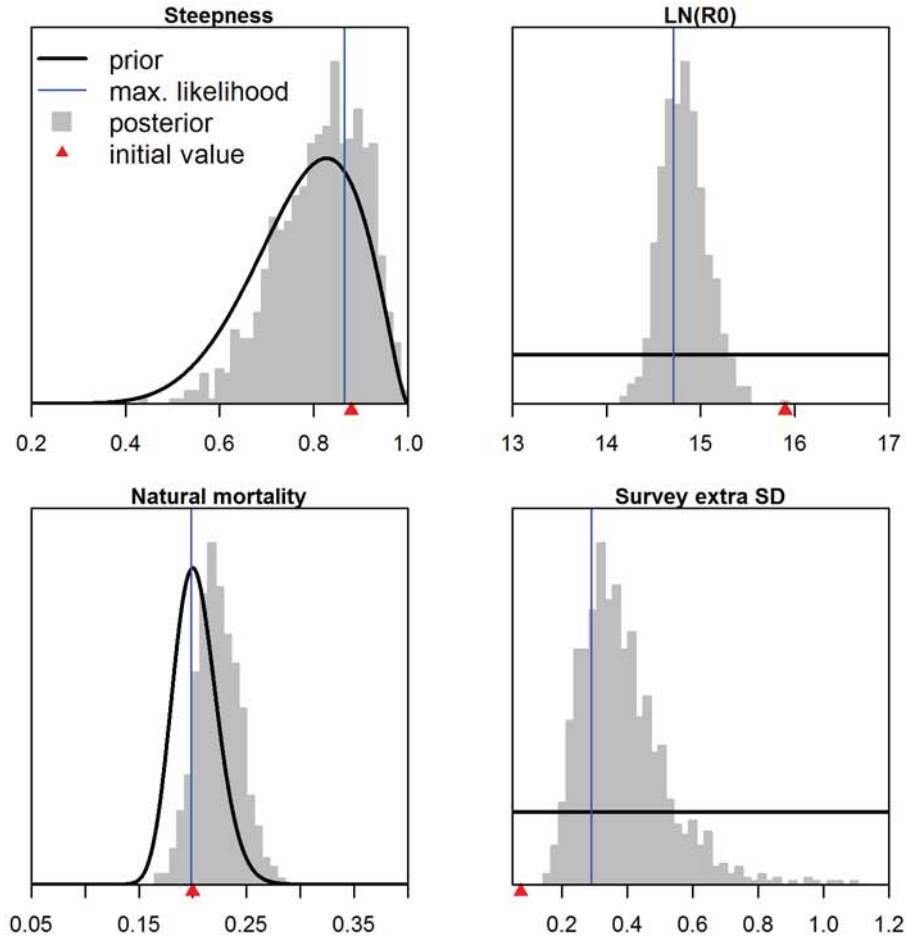 Steepness
prior
max. likelihood
posterior
initial value
0.2 0.4 0.6 0.8 1.0
LN(R0)
13 14 15 16 17
Natural mortality
0.05 0.15 0.25 0.35
Survey extra SD
0.2 0.4 0.6 0.8 1.0 1.2